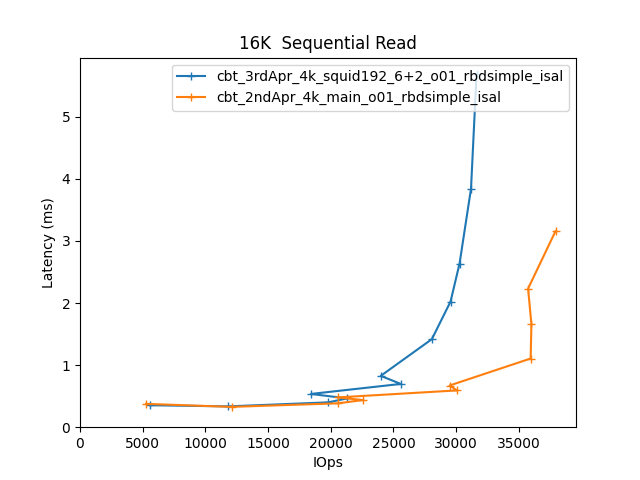 16K  Sequential Read
cbt_3rdApr_4k_squid192_6+2_o01_rbdsimple_isal
cbt_2ndApr_4k_main_o01_rbdsimple_isal
Latency (ms)
5
4
3
2
1
0
0 5000 10000 15000 20000 25000 30000 35000
IOps